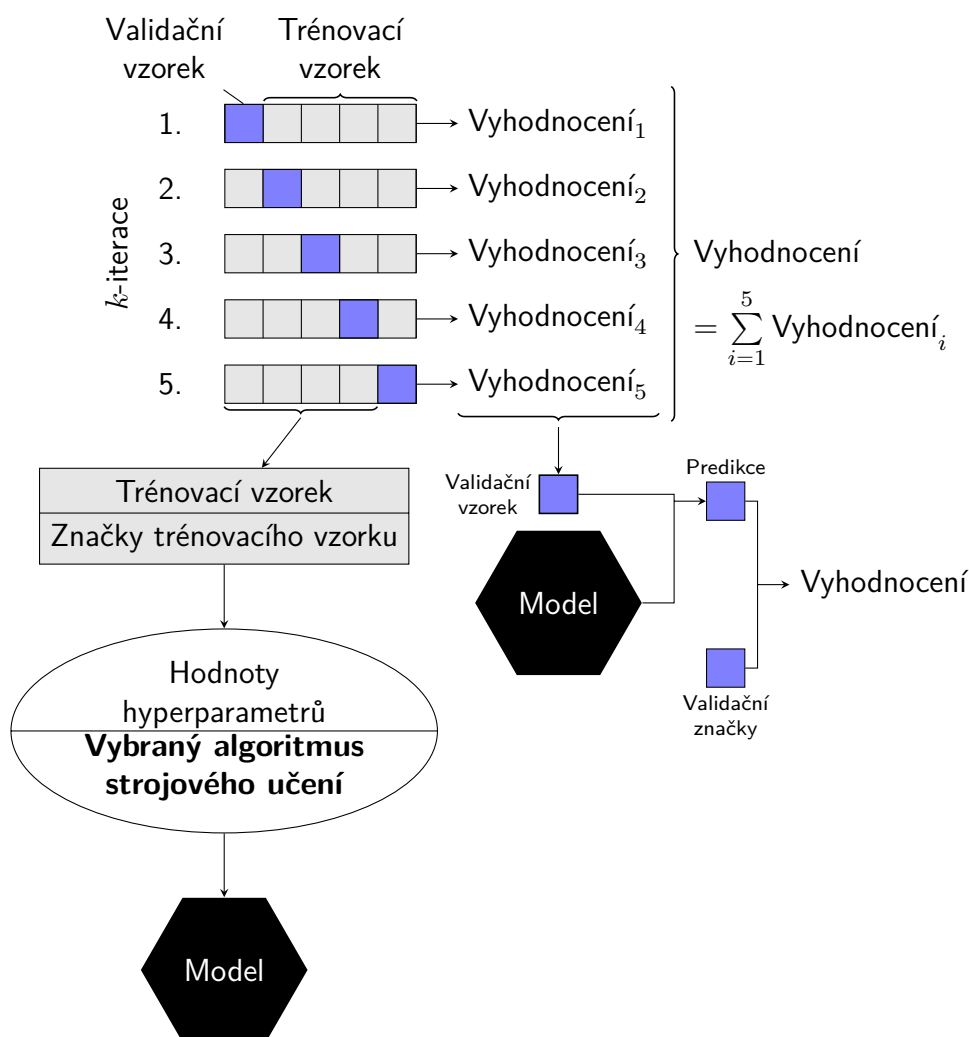 Validační
vzorek
Trénovací
vzorek
k-iterace
1.
Vyhodnocení₁
2.
Vyhodnocení₂
3.
Vyhodnocení₃
4.
Vyhodnocení₄
5.
Vyhodnocení₅
Vyhodnocení
= ∑_{i=1}^{5} Vyhodnocení_i
Trénovací vzorek
Značky trénovacího vzorku
Hodnoty
hyperparametrů
Vybraný algoritmus
strojového učení
Model
Validační
vzorek
Model
Predikce
Validační
značky
Vyhodnocení